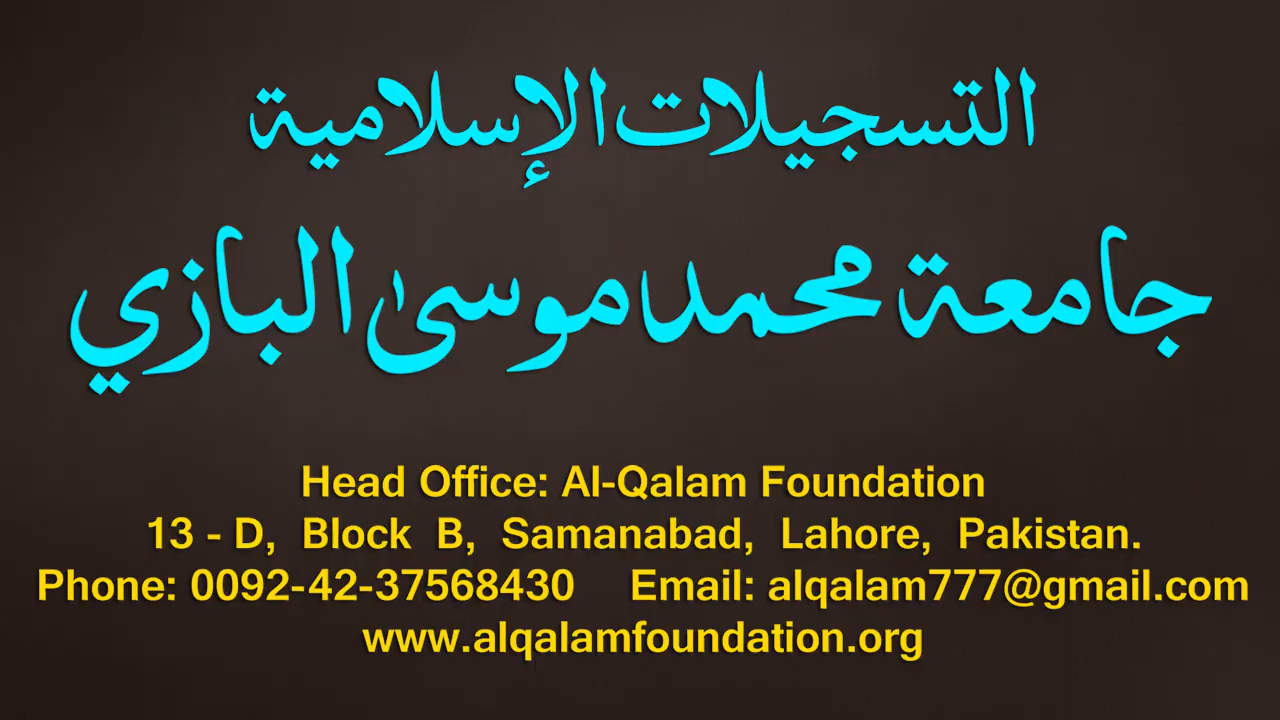 التسجيلات الإسلامية
جامعة محمد موسىٰ البازي
Head Office: Al-Qalam Foundation
13 - D, Block B, Samanabad, Lahore, Pakistan.
Phone: 0092-42-37568430 Email: alqalam777@gmail.com
www.alqalamfoundation.org